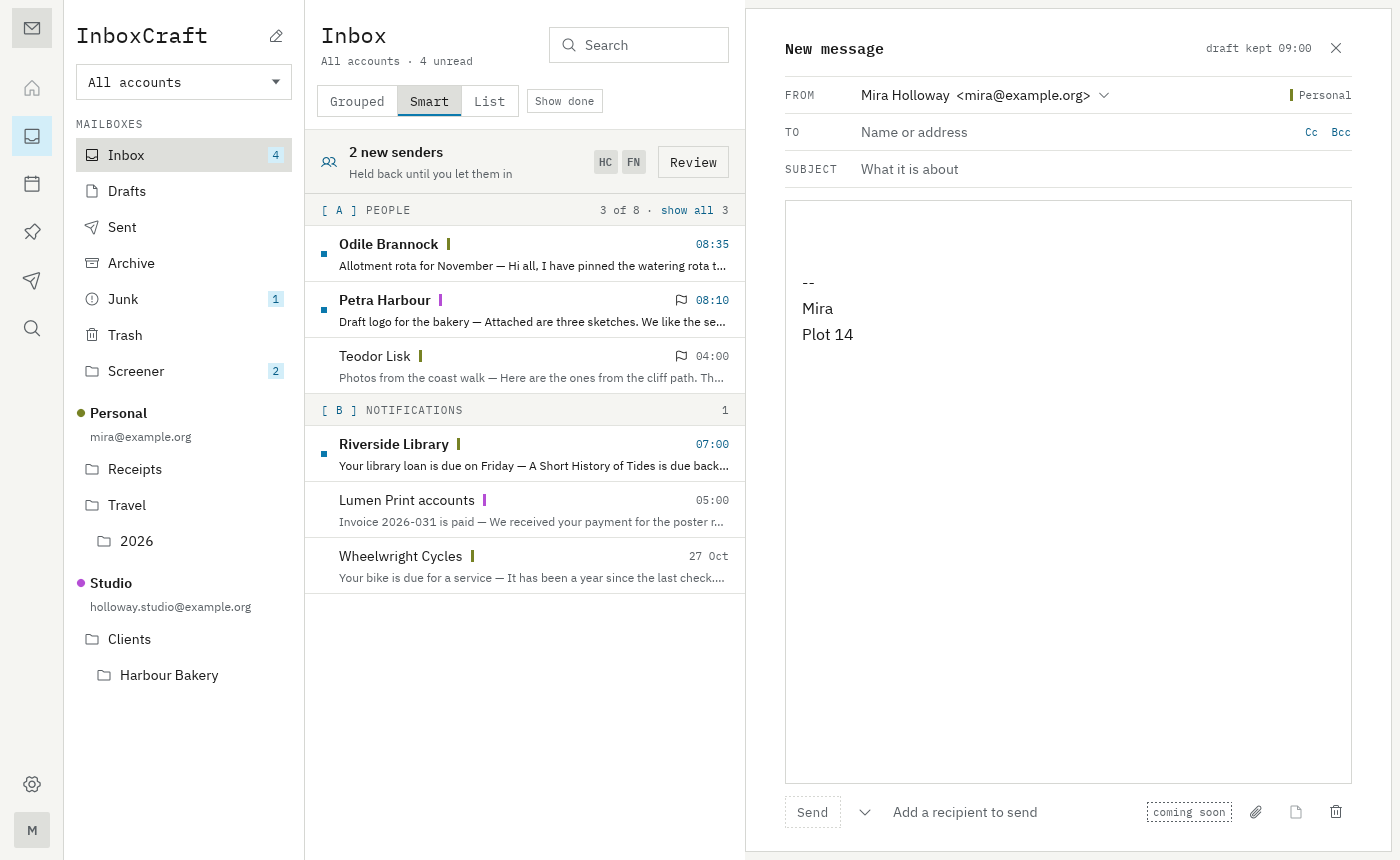 InboxCraft
All accounts
MAILBOXES
Inbox 4
Drafts
Sent
Archive
Junk 1
Trash
Screener 2
Personal
mira@example.org
Receipts
Travel
2026
Studio
holloway.studio@example.org
Clients
Harbour Bakery
M
Inbox
All accounts · 4 unread
Search
Grouped Smart List Show done
2 new senders
Held back until you let them in
HC FN Review
[ A ] PEOPLE 3 of 8 · show all 3
Odile Brannock 08:35
Allotment rota for November — Hi all, I have pinned the watering rota t…
Petra Harbour 08:10
Draft logo for the bakery — Attached are three sketches. We like the se…
Teodor Lisk 04:00
Photos from the coast walk — Here are the ones from the cliff path. Th…
[ B ] NOTIFICATIONS 1
Riverside Library 07:00
Your library loan is due on Friday — A Short History of Tides is due back…
Lumen Print accounts 05:00
Invoice 2026-031 is paid — We received your payment for the poster r…
Wheelwright Cycles 27 Oct
Your bike is due for a service — It has been a year since the last check.…
New message draft kept 09:00
FROM Mira Holloway <mira@example.org> Personal
TO Name or address Cc Bcc
SUBJECT What it is about
--
Mira
Plot 14
Send Add a recipient to send coming soon